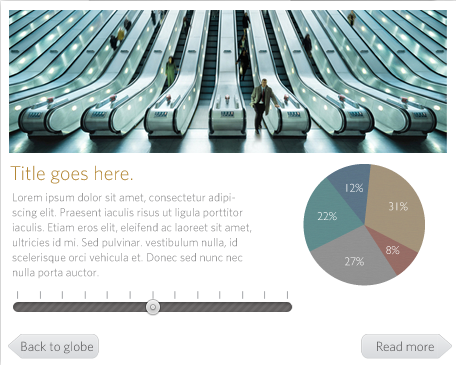 Title goes here.
Lorem ipsum dolor sit amet, consectetur adipi-
scing elit. Praesent iaculis risus ut ligula porttitor
iaculis. Etiam eros elit, eleifend ac laoreet sit amet,
ultricies id mi. Sed pulvinar. vestibulum nulla, id
scelerisque orci vehicula et. Donec sed nunc nec
nulla porta auctor.
12%
31%
22%
8%
27%
Back to globe
Read more